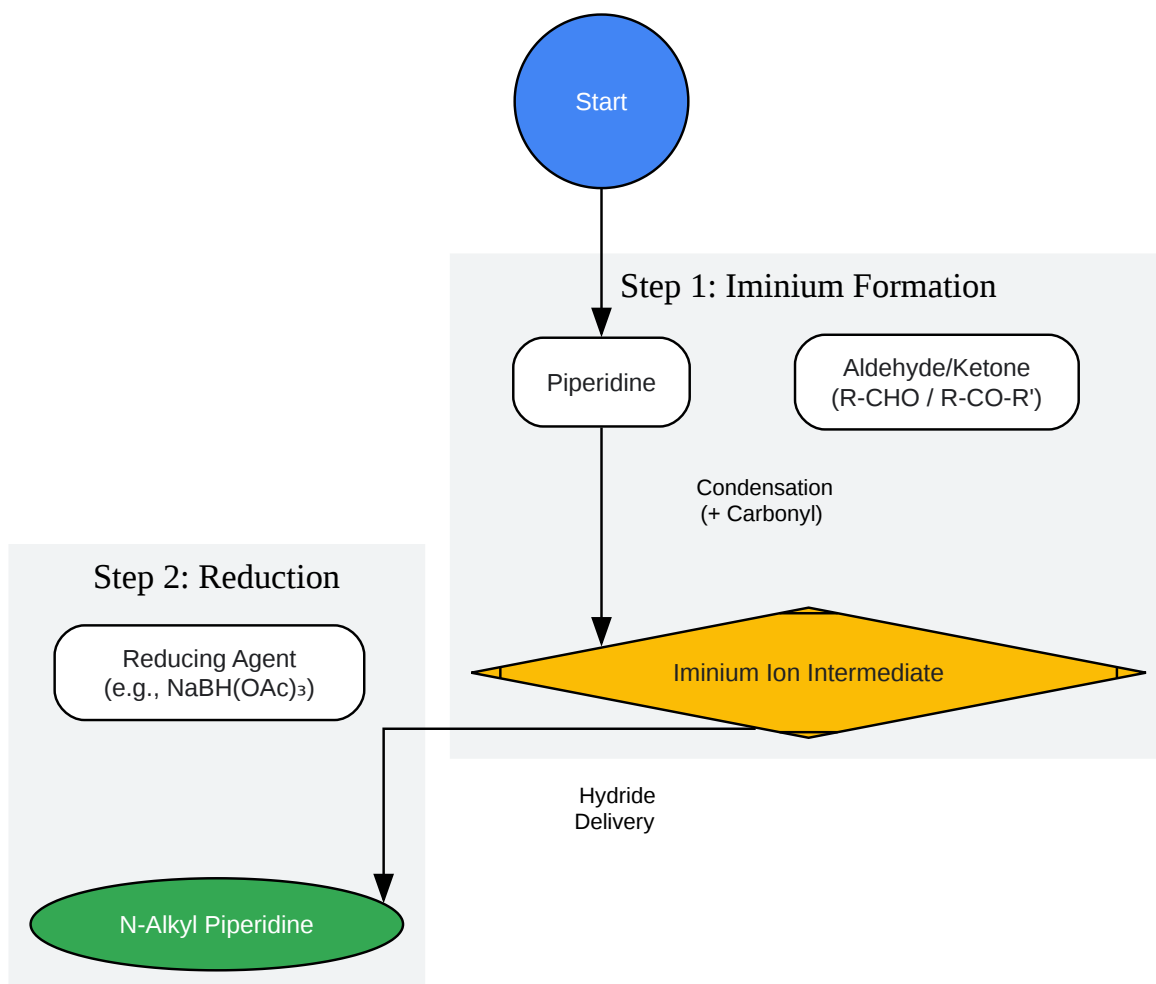 Start
Step 1: Iminium Formation
Piperidine
Aldehyde/Ketone
(R-CHO / R-CO-R')
Condensation
(+ Carbonyl)
Iminium Ion Intermediate
Step 2: Reduction
Reducing Agent
(e.g., NaBH(OAc)₃)
Hydride
Delivery
N-Alkyl Piperidine